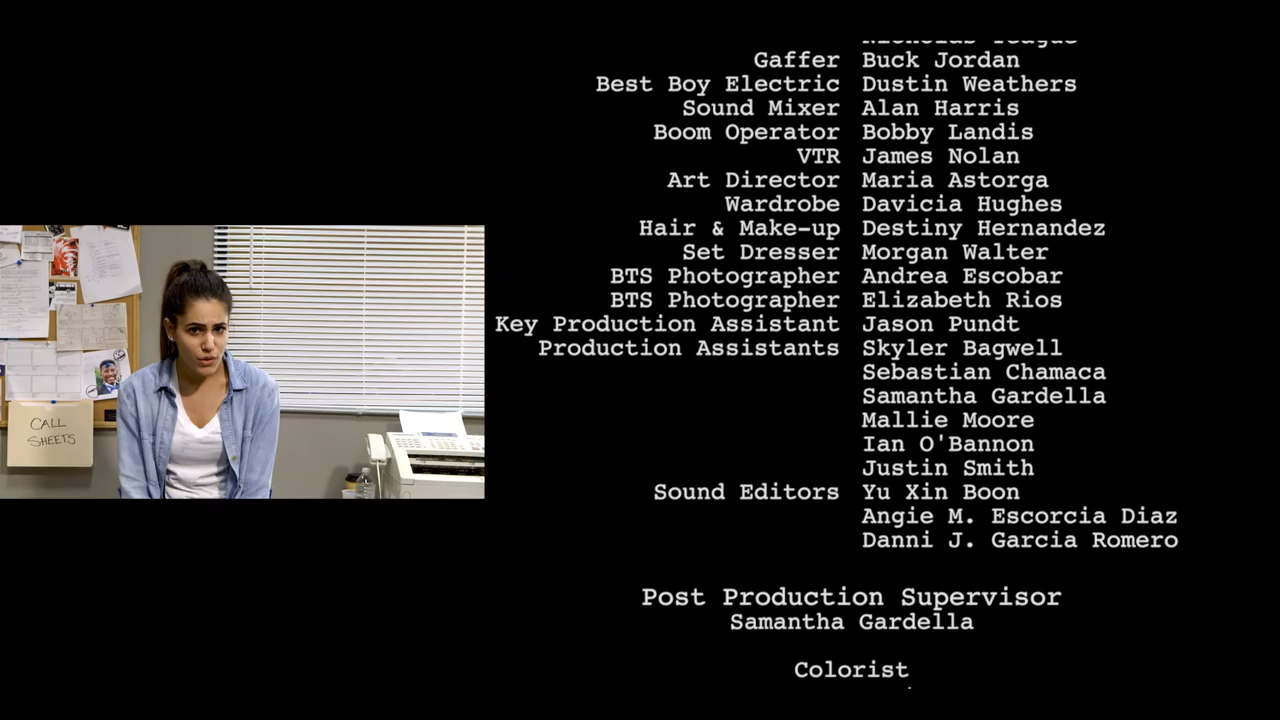 Gaffer Buck Jordan
Best Boy Electric Dustin Weathers
Sound Mixer Alan Harris
Boom Operator Bobby Landis
VTR James Nolan
Art Director Maria Astorga
Wardrobe Davicia Hughes
Hair & Make-up Destiny Hernandez
Set Dresser Morgan Walter
BTS Photographer Andrea Escobar
BTS Photographer Elizabeth Rios
Key Production Assistant Jason Pundt
Production Assistants Skyler Bagwell
Sebastian Chamaca
Samantha Gardella
Mallie Moore
Ian O'Bannon
Justin Smith
Sound Editors Yu Xin Boon
Angie M. Escorcia Diaz
Danni J. Garcia Romero
Post Production Supervisor
Samantha Gardella
Colorist
CALL
SHEETS